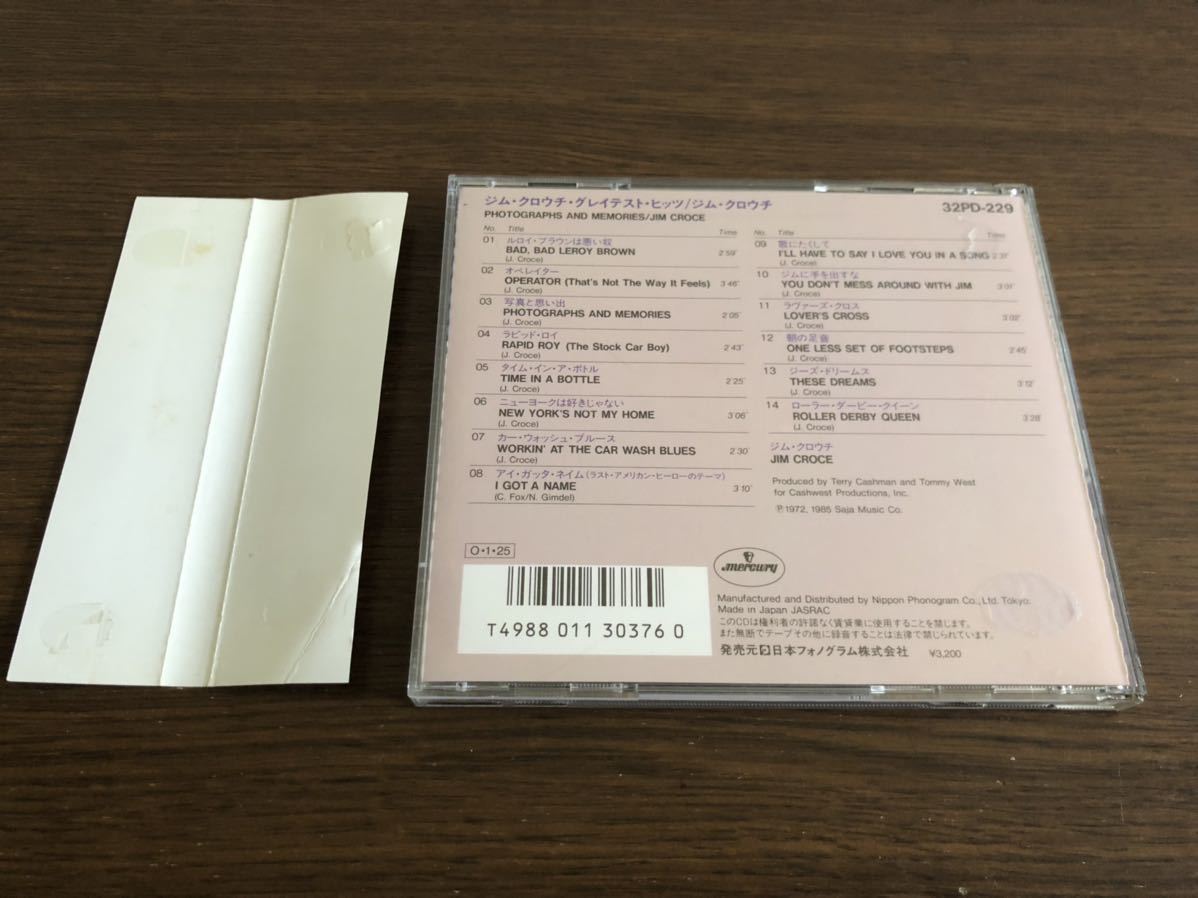 ジム・クロウチ・グレイテスト・ヒッツ/ジム・クロウチ
32PD-229
PHOTOGRAPHS AND MEMORIES/JIM CROCE
No. Title Time
01 ルロイ・ブラウンは悪い奴
BAD, BAD LEROY BROWN 2'59"
(J. Croce)
02 オペレイター
OPERATOR (That's Not The Way It Feels) 3'46"
(J. Croce)
03 写真と思い出
PHOTOGRAPHS AND MEMORIES 2'05"
(J. Croce)
04 ラピッド・ロイ
RAPID ROY (The Stock Car Boy) 2'43"
(J. Croce)
05 タイム・イン・ア・ボトル
TIME IN A BOTTLE 2'25"
(J. Croce)
06 ニューヨークは好きじゃない
NEW YORK'S NOT MY HOME 3'06"
(J. Croce)
07 カー・ウォッシュ・ブルース
WORKIN' AT THE CAR WASH BLUES 2'30"
(J. Croce)
08 アイ・ガッタ・ネイム(ラスト・アメリカン・ヒーローのテーマ)
I GOT A NAME 3'10"
(C. Fox/N. Gimdel)
No. Title Time
09 歌にたくして
I'LL HAVE TO SAY I LOVE YOU IN A SONG 2'31"
(J. Croce)
10 ジムに手を出すな
YOU DON'T MESS AROUND WITH JIM 3'01"
(J. Croce)
11 ラヴァーズ・クロス
LOVER'S CROSS 3'02"
(J. Croce)
12 朝の足音
ONE LESS SET OF FOOTSTEPS 2'45"
(J. Croce)
13 ジーズ・ドリームス
THESE DREAMS 3'12"
(J. Croce)
14 ローラー・ダービー・クイーン
ROLLER DERBY QUEEN 3'28"
(J. Croce)
ジム・クロウチ
JIM CROCE
Produced by Terry Cashman and Tommy West
for Cashwest Productions, Inc.
Ⓟ1972, 1985 Saja Music Co.
O・1・25
T4988011303760
mercury
Manufactured and Distributed by Nippon Phonogram Co., Ltd. Tokyo.
Made in Japan JASRAC
このCDは権利者の許諾なく賃貸業に使用することを禁じます。
また無断でテープその他に録音することは法律で禁じられています。
発売元 日本フォノグラム株式会社 ¥3,200